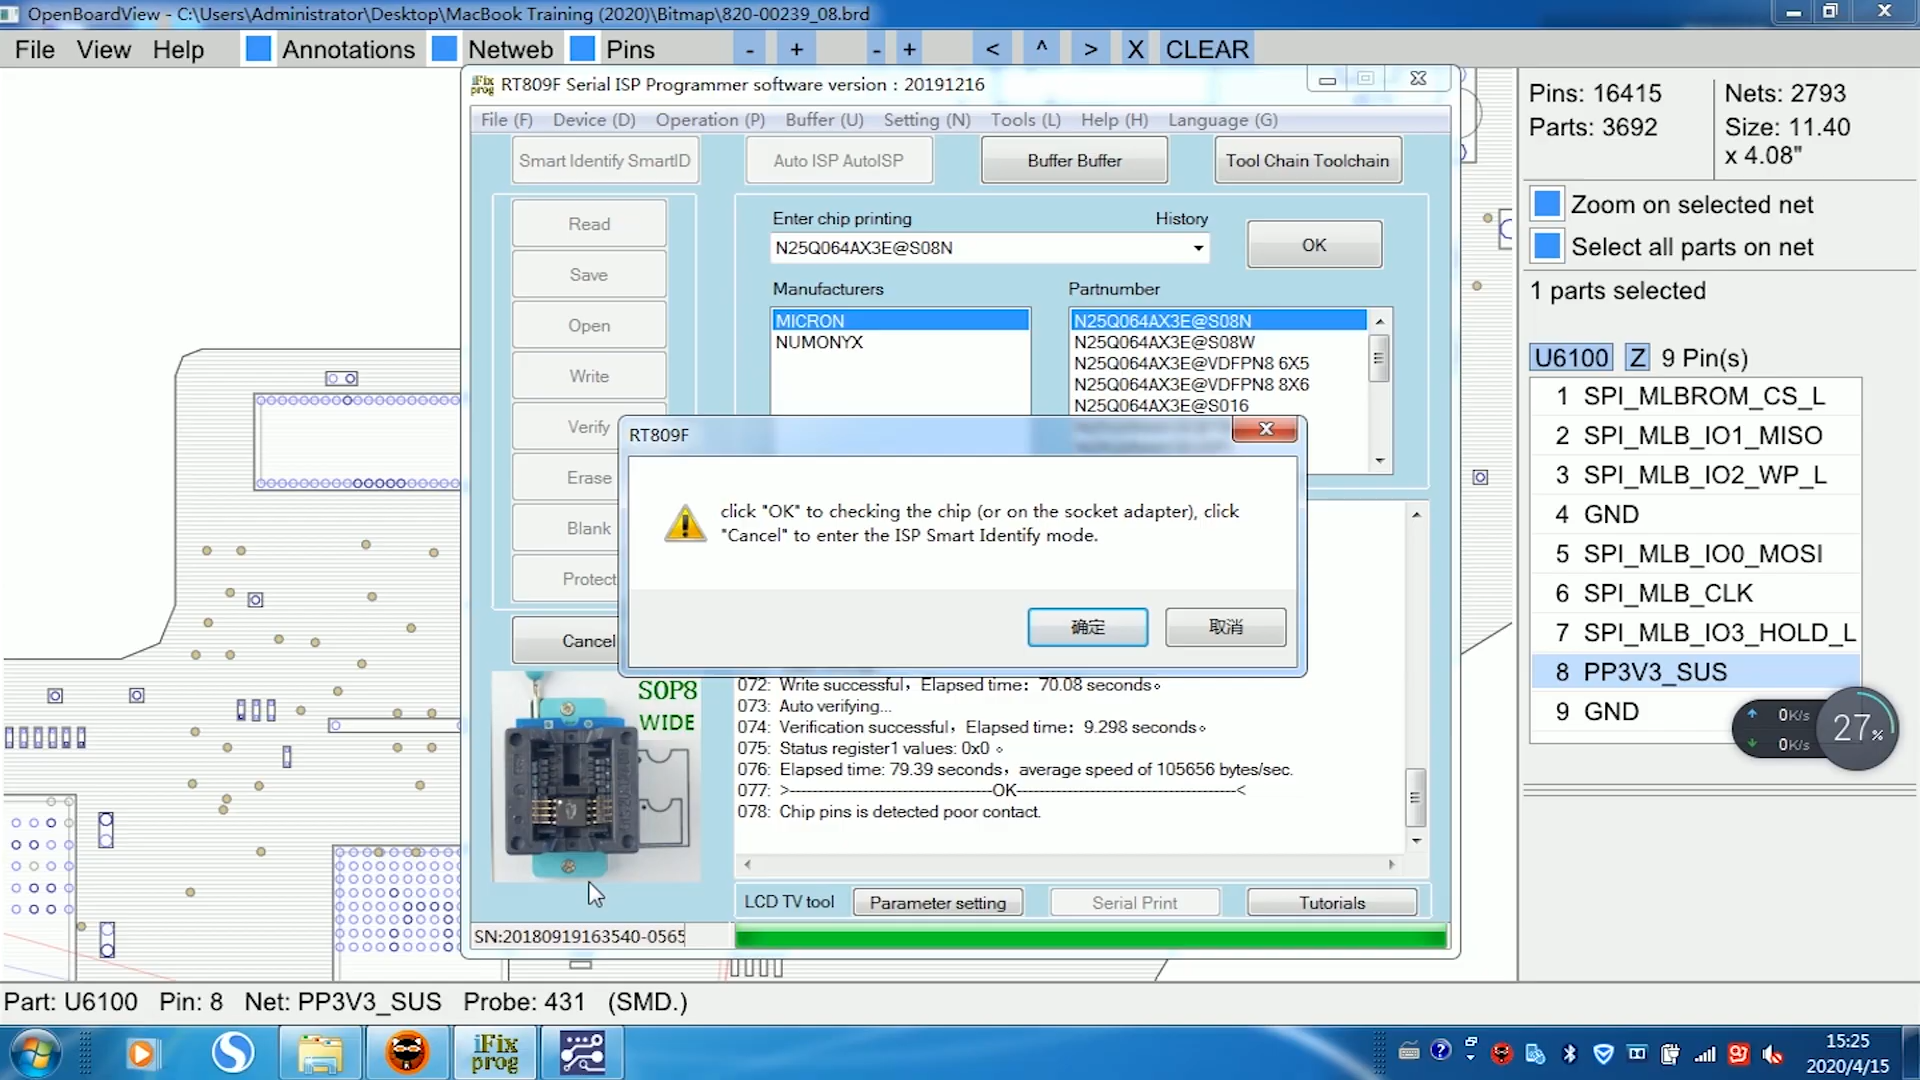 OpenBoardView - C:\Users\Administrator\Desktop\MacBook Training (2020)\Bitmap\820-00239_08.brd
File View Help Annotations Netweb Pins - + - + < ^ > X CLEAR
iFix prog RT809F Serial ISP Programmer software version : 20191216
File (F) Device (D) Operation (P) Buffer (U) Setting (N) Tools (L) Help (H) Language (G)
Smart Identify SmartID Auto ISP AutoISP Buffer Buffer Tool Chain Toolchain
Read
Save
Open
Write
Verify
Erase
Blank
Protect
Cancel
Enter chip printing History
N25Q064AX3E@S08N OK
Manufacturers Partnumber
MICRON
NUMONYX
N25Q064AX3E@S08N
N25Q064AX3E@S08W
N25Q064AX3E@VDFPN8 6X5
N25Q064AX3E@VDFPN8 8X6
N25Q064AX3E@S016
RT809F
click "OK" to checking the chip (or on the socket adapter), click
"Cancel" to enter the ISP Smart Identify mode.
确定 取消
SOP8
WIDE
072: Write successful，Elapsed time：70.08 seconds。
073: Auto verifying...
074: Verification successful，Elapsed time：9.298 seconds。
075: Status register1 values: 0x0 。
076: Elapsed time: 79.39 seconds，average speed of 105656 bytes/sec.
077: >-----------------------------------OK-----------------------------------<
078: Chip pins is detected poor contact.
LCD TV tool Parameter setting Serial Print Tutorials
SN:20180919163540-0565
Pins: 16415 Nets: 2793
Parts: 3692 Size: 11.40
x 4.08"
Zoom on selected net
Select all parts on net
1 parts selected
U6100 Z 9 Pin(s)
1 SPI_MLBROM_CS_L
2 SPI_MLB_IO1_MISO
3 SPI_MLB_IO2_WP_L
4 GND
5 SPI_MLB_IO0_MOSI
6 SPI_MLB_CLK
7 SPI_MLB_IO3_HOLD_L
8 PP3V3_SUS
9 GND
0K/s
0K/s
27%
Part: U6100 Pin: 8 Net: PP3V3_SUS Probe: 431 (SMD.)
iFix
prog
15:25
2020/4/15